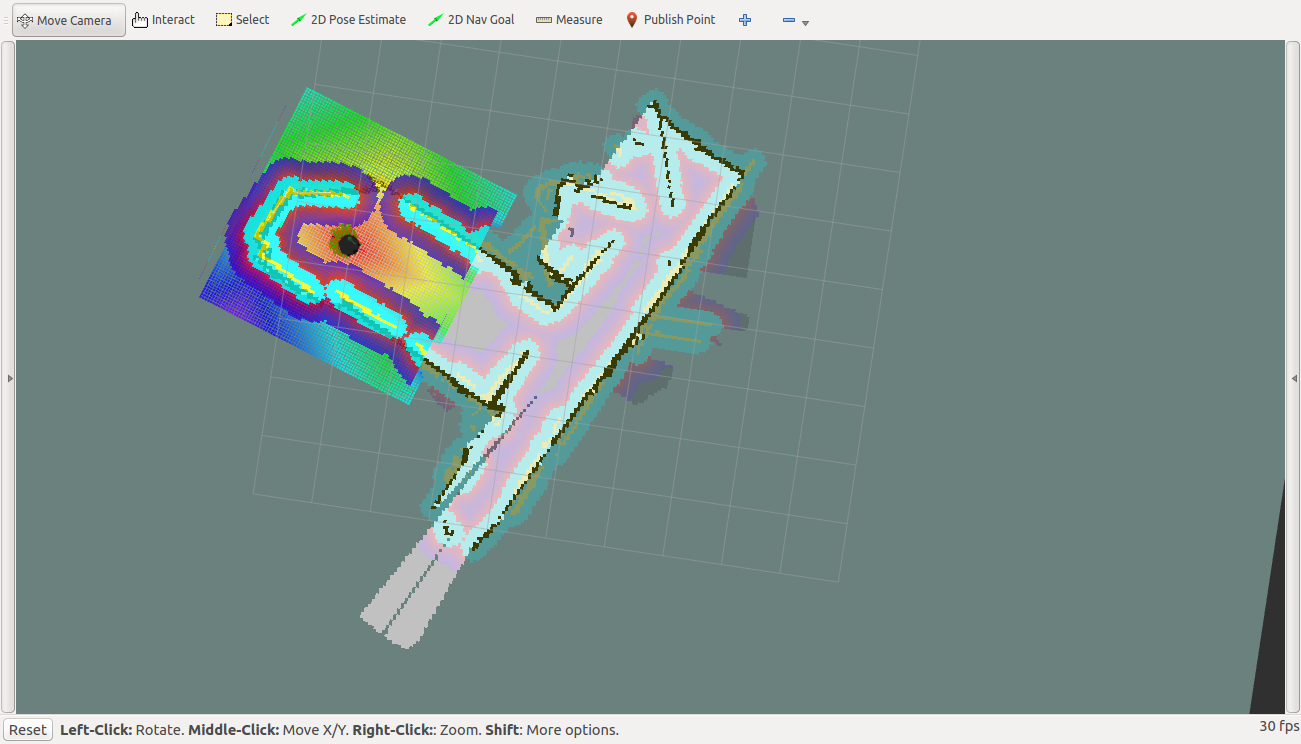 Move Camera Interact Select 2D Pose Estimate 2D Nav Goal Measure Publish Point
Reset Left-Click: Rotate. Middle-Click: Move X/Y. Right-Click:: Zoom. Shift: More options. 30 fps